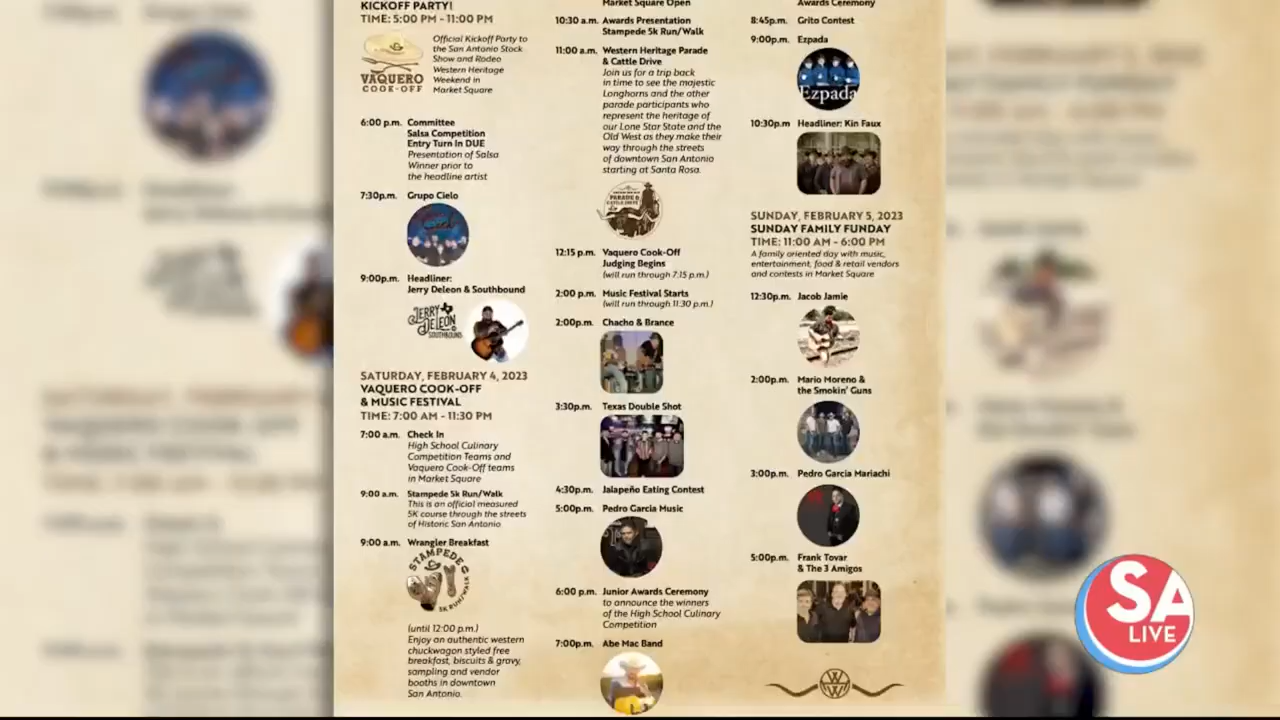 KICKOFF PARTY!
TIME: 5:00 PM - 11:00 PM
VAQUERO
COOK-OFF
Official Kickoff Party to
the San Antonio Stock
Show and Rodeo
Western Heritage
Weekend in
Market Square
6:00 p.m. Committee
Salsa Competition
Entry Turn In DUE
Presentation of Salsa
Winner prior to
the headline artist
7:30p.m. Grupo Cielo
9:00p.m. Headliner:
Jerry Deleon & Southbound
JERRY
DELEON
SOUTHBOUND
SATURDAY, FEBRUARY 4, 2023
VAQUERO COOK-OFF
& MUSIC FESTIVAL
TIME: 7:00 AM - 11:30 PM
7:00 a.m. Check In
High School Culinary
Competition Teams and
Vaquero Cook-Off teams
in Market Square
9:00 a.m. Stampede 5k Run/Walk
This is an official measured
5K course through the streets
of Historic San Antonio
9:00 a.m. Wrangler Breakfast
STAMPEDE
5K RUN/WALK
(until 12:00 p.m.)
Enjoy an authentic western
chuckwagon styled free
breakfast, biscuits & gravy,
sampling and vendor
booths in downtown
San Antonio.
Market Square Open
10:30 a.m. Awards Presentation
Stampede 5k Run/Walk
11:00 a.m. Western Heritage Parade
& Cattle Drive
Join us for a trip back
in time to see the majestic
Longhorns and the other
parade participants who
represent the heritage of
our Lone Star State and the
Old West as they make their
way through the streets
of downtown San Antonio
starting at Santa Rosa.
PARADE &
CATTLE DRIVE
12:15 p.m. Vaquero Cook-Off
Judging Begins
(will run through 7:15 p.m.)
2:00 p.m. Music Festival Starts
(will run through 11:30 p.m.)
2:00p.m. Chacho & Brance
3:30p.m. Texas Double Shot
4:30p.m. Jalapeño Eating Contest
5:00p.m. Pedro Garcia Music
6:00 p.m. Junior Awards Ceremony
to announce the winners
of the High School Culinary
Competition
7:00p.m. Abe Mac Band
Awards Ceremony
8:45p.m. Grito Contest
9:00p.m. Ezpada
Ezpada
10:30p.m Headliner: Kin Faux
SUNDAY, FEBRUARY 5, 2023
SUNDAY FAMILY FUNDAY
TIME: 11:00 AM - 6:00 PM
A family oriented day with music,
entertainment, food & retail vendors
and contests in Market Square
12:30p.m. Jacob Jamie
2:00p.m. Mario Moreno &
the Smokin' Guns
3:00p.m. Pedro Garcia Mariachi
5:00p.m. Frank Tovar
& The 3 Amigos
SA
LIVE